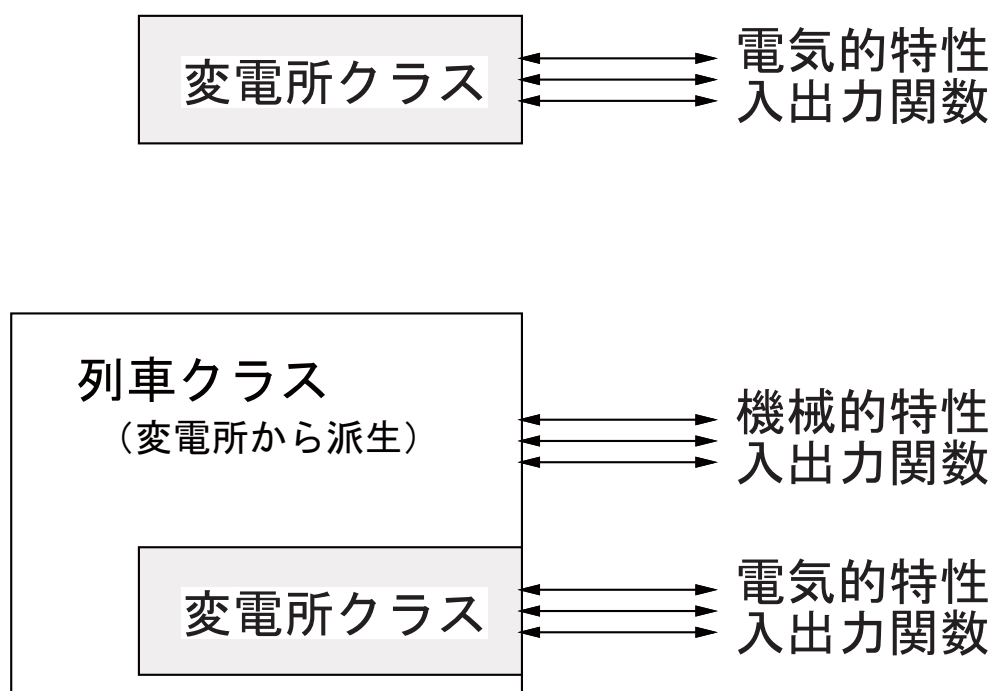 変電所クラス
電気的特性
入出力関数
列車クラス
（変電所から派生）
機械的特性
入出力関数
変電所クラス
電気的特性
入出力関数